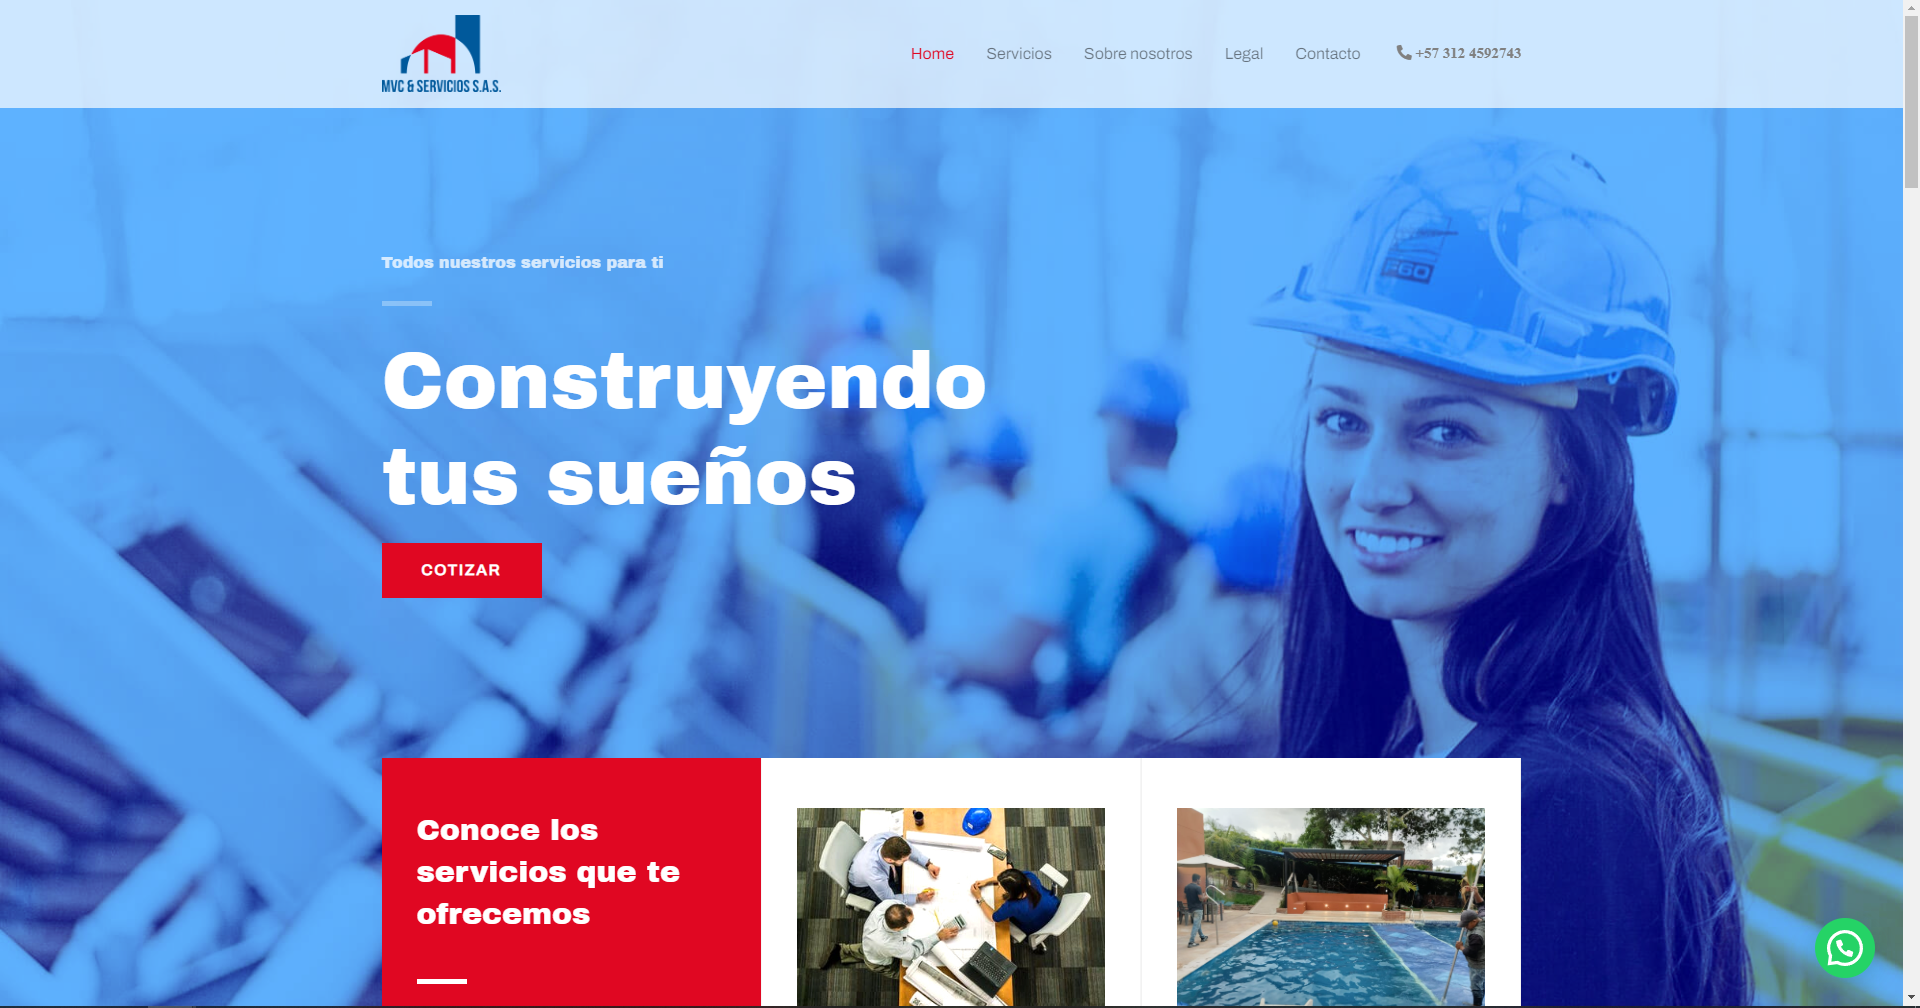 MVC & SERVICIOS S.A.S.
Home
Servicios
Sobre nosotros
Legal
Contacto
+57 312 4592743
Todos nuestros servicios para ti
Construyendo
tus sueños
COTIZAR
Conoce los
servicios que te
ofrecemos